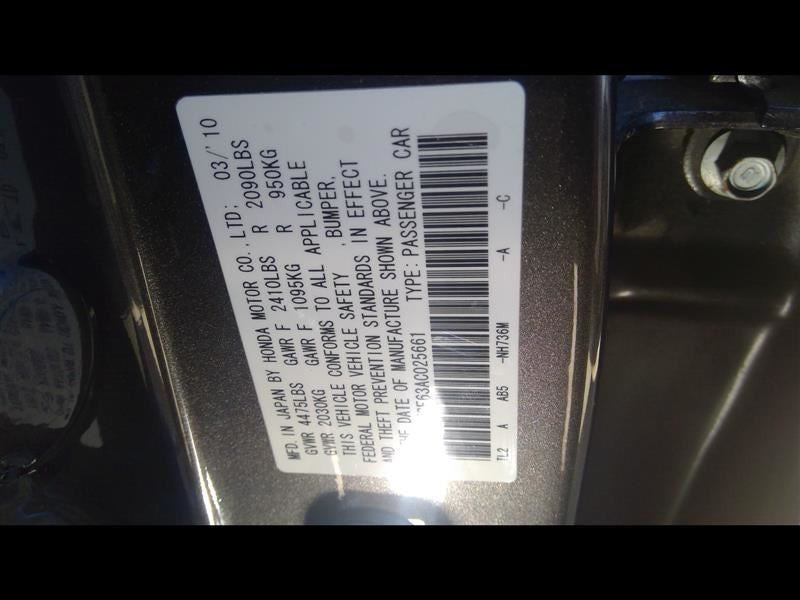 MFD. IN JAPAN BY HONDA MOTOR CO., LTD: 03/'10
GVWR 4475LBS GAWR F 2410LBS R 2090LBS
GVWR 2030KG GAWR F 1095KG R 950KG
THIS VEHICLE CONFORMS TO ALL APPLICABLE
FEDERAL MOTOR VEHICLE SAFETY , BUMPER,
AND THEFT PREVENTION STANDARDS IN EFFECT
THE DATE OF MANUFACTURE SHOWN ABOVE.
F63AC025661 TYPE: PASSENGER CAR
TL2 A AB5 -NH736M -A -C